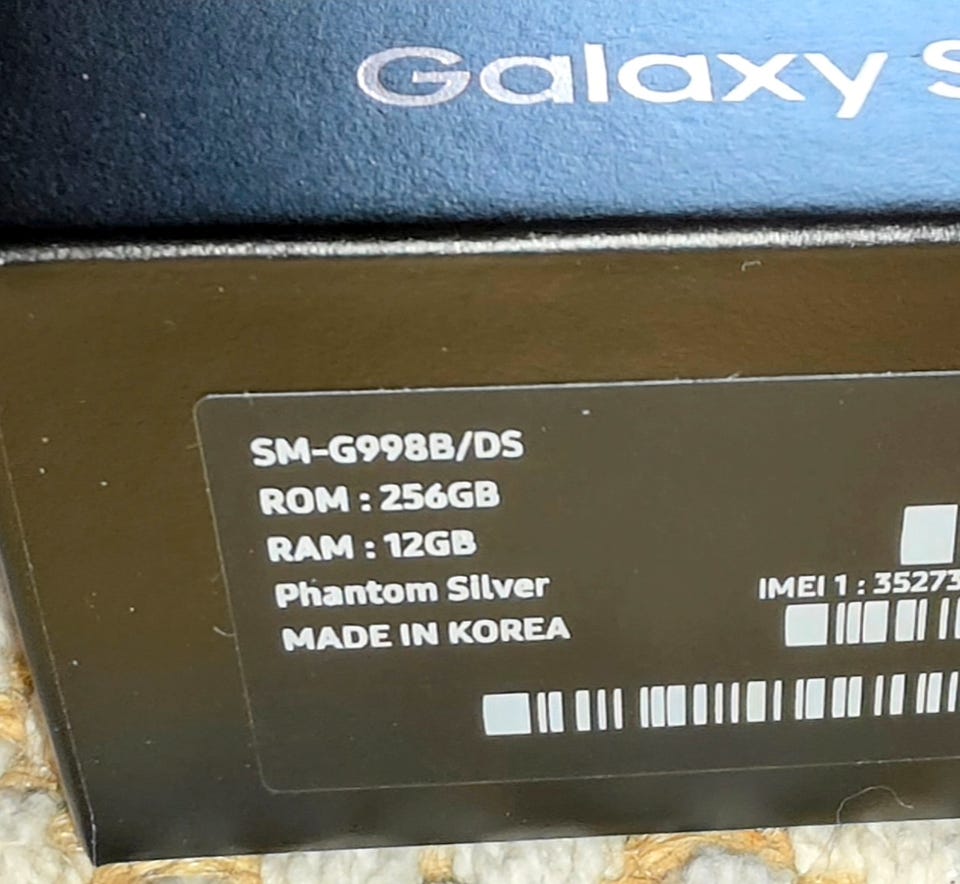 Galaxy S
SM-G998B/DS
ROM : 256GB
RAM : 12GB
Phantom Silver
MADE IN KOREA
IMEI 1 : 35273